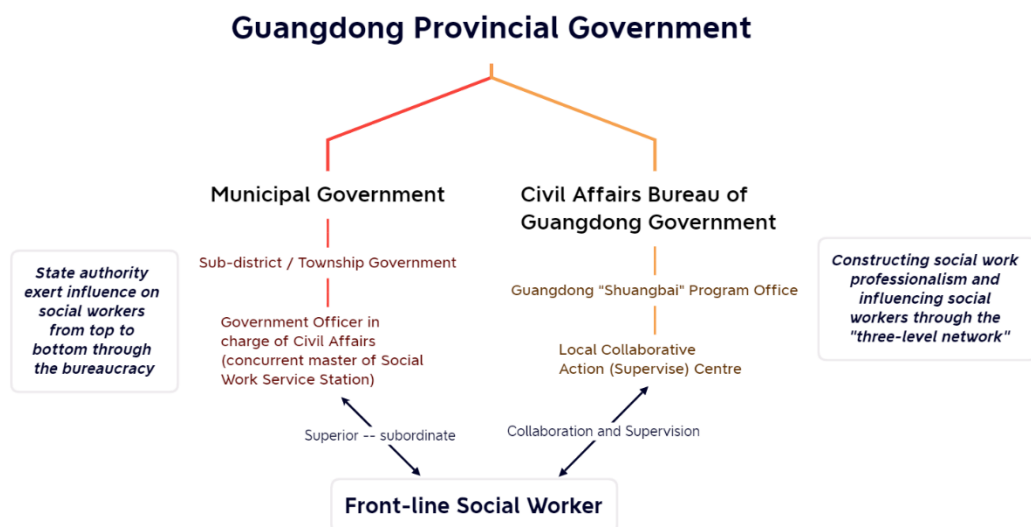 Guangdong Provincial Government
Municipal Government
Civil Affairs Bureau of
Guangdong Government
State authority
exert influence on
social workers
from top to
bottom through
the bureaucracy
Sub-district / Township Government
Guangdong "Shuangbai" Program Office
Constructing social work
professionalism and
influencing social
workers through the
"three-level network"
Government Officer in
charge of Civil Affairs
(concurrent master of Social
Work Service Station)
Local Collaborative
Action (Supervise) Centre
Superior -- subordinate
Collaboration and Supervision
Front-line Social Worker